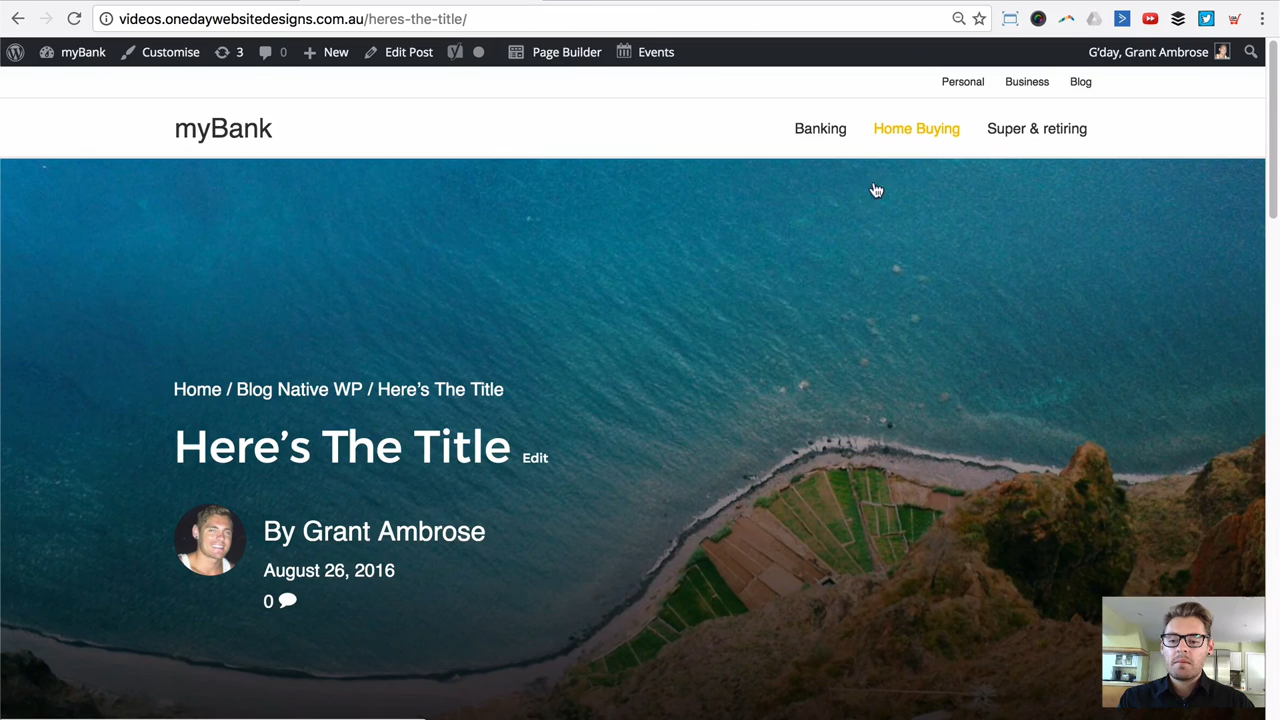 videos.onedaywebsitedesigns.com.au/heres-the-title/
myBank Customise 3 0 New Edit Post Page Builder Events G'day, Grant Ambrose
Personal Business Blog
myBank Banking Home Buying Super & retiring
Home / Blog Native WP / Here's The Title
Here's The Title Edit
By Grant Ambrose
August 26, 2016
0